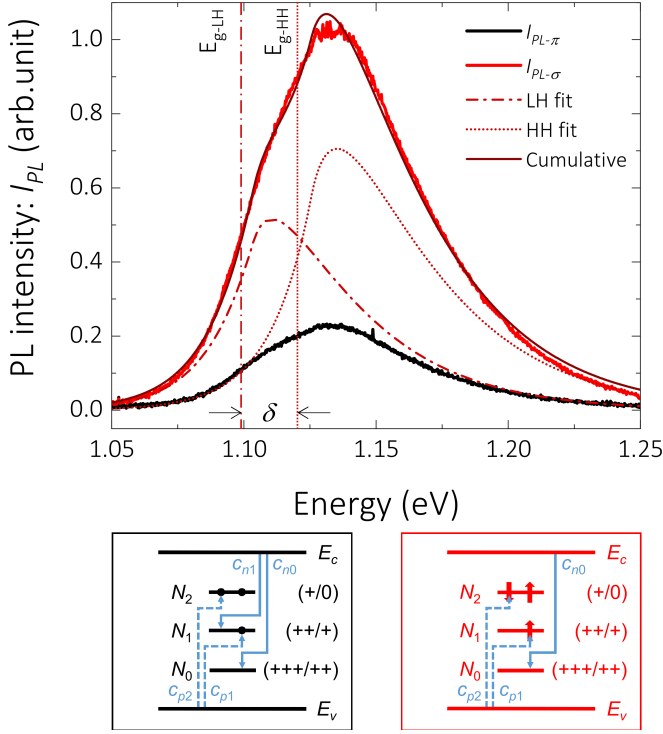 PL intensity: I_PL (arb.unit)
1.0
0.8
0.6
0.4
0.2
0.0
E_g-LH
E_g-HH
I_PL-π
I_PL-σ
LH fit
HH fit
Cumulative
δ
1.05 1.10 1.15 1.20 1.25
Energy (eV)
E_c
c_n1 c_n0
N_2 (+/0)
N_1 (++/+)
N_0 (+++/++)
c_p2 c_p1
E_v
E_c
c_n0
N_2 (+/0)
N_1 (++/+)
N_0 (+++/++)
c_p2 c_p1
E_v